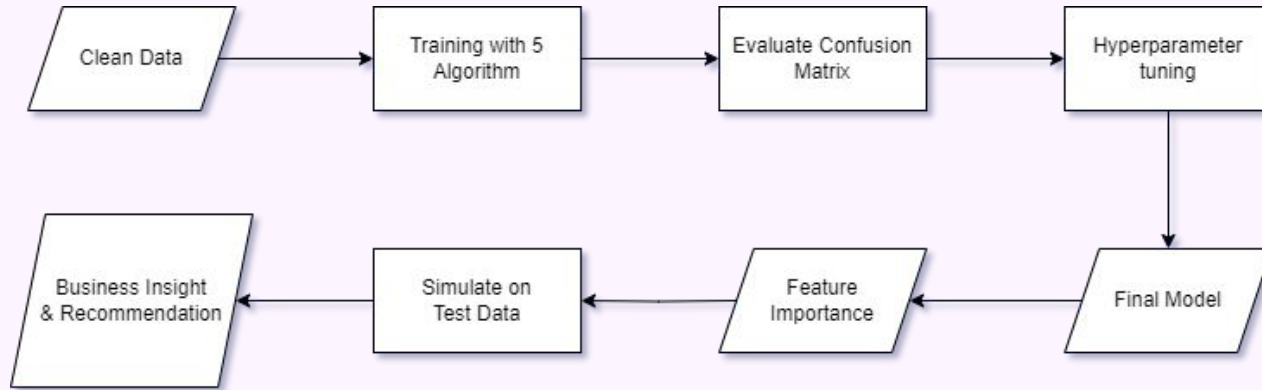 Clean Data
Training with 5
Algorithm
Evaluate Confusion
Matrix
Hyperparameter
tuning
Final Model
Feature
Importance
Simulate on
Test Data
Business Insight
& Recommendation